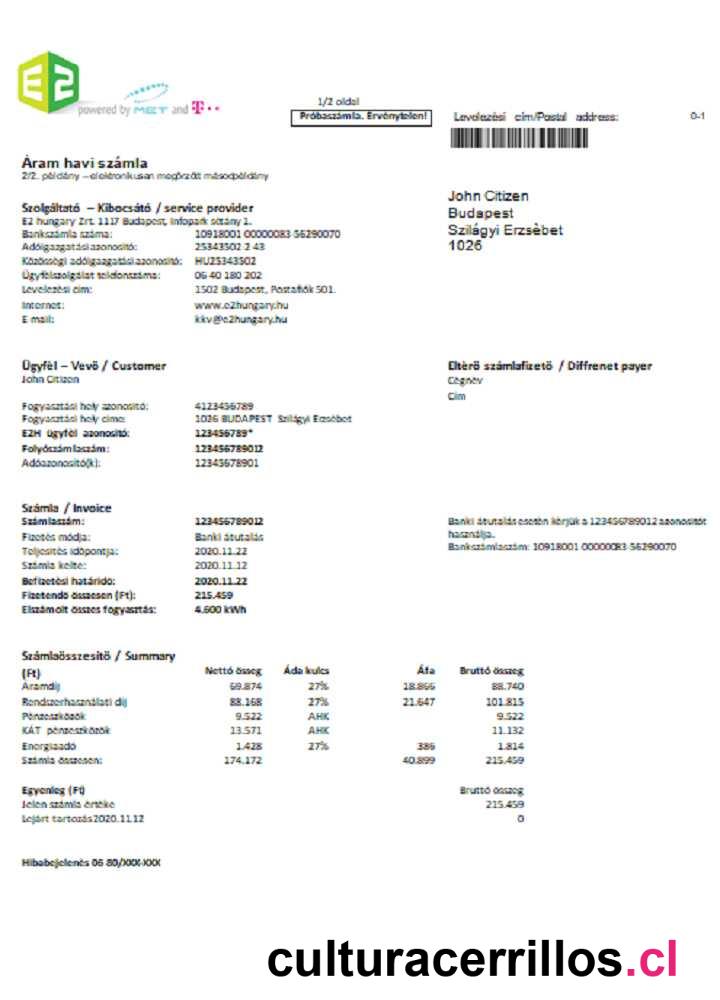 E2
powered by MET and T
1/2 oldal
Próbaszámla. Érvénytelen!
Levelezési cím/Postal address:
0-1
Áram havi számla
2/2. példány – elektronikusan megőrzött másodpéldány
John Citizen
Budapest
Szilágyi Erzsèbet
1026
Szolgáltató – Kibocsátó / service provider
E2 hungary Zrt. 1117 Budapest, Infopark sétány 1.
Bankszámla száma: 10918001 00000083 56290070
Adóigazgatási azonosító: 25343502 2 43
Közösségi adóigazgatási azonosító: HU25343502
Ügyfélszolgálat telefonszáma: 06 40 180 202
Levelezési cím: 1502 Budapest, Postafiók 501.
Internet: www.e2hungary.hu
E mail: kkv@e2hungary.hu
Ügyfél – Vevő / Customer
John Citizen
Eltérő számlafizető / Diffrenet payer
Cégnév
Cím
Fogyasztási hely azonosító: 4123456789
Fogyasztási hely címe: 1026 BUDAPEST Szilágyi Erzsébet
E2H ügyfél azonosító: 123456789*
Folyószámlaszám: 123456789012
Adóazonosító(k): 12345678901
Számla / Invoice
Számlaszám: 123456789012
Fizetés módja: Banki átutalás
Teljesítés időpontja: 2020.11.22
Számla kelte: 2020.11.12
Befizetési határidő: 2020.11.22
Fizetendő összesen (Ft): 215.459
Elszámolt összes fogyasztás: 4.600 kWh
Banki átutalás esetén kérjük a 123456789012 azonosítót
használja.
Bankszámlaszám: 10918001 00000083 56290070
Számlaösszesítő / Summary
(Ft) Nettó össeg Áda kulcs Áfa Bruttó összeg
Áramdíj 69.874 27% 18.866 88.740
Rendszerhasználati díj 88.168 27% 21.647 101.815
Pénzeszközök 9.522 AHK 9.522
KÁT pénzeszközök 13.571 AHK 11.132
Energiaadó 1.428 27% 386 1.814
Számla összesen: 174.172 40.899 215.459
Egyenleg (Ft) Bruttó összeg
Jelen számla értéke 215.459
Lejárt tartozás 2020.11.12 0
Hibabejelenés 06 80/XXX-XXX
culturacerrillos.cl